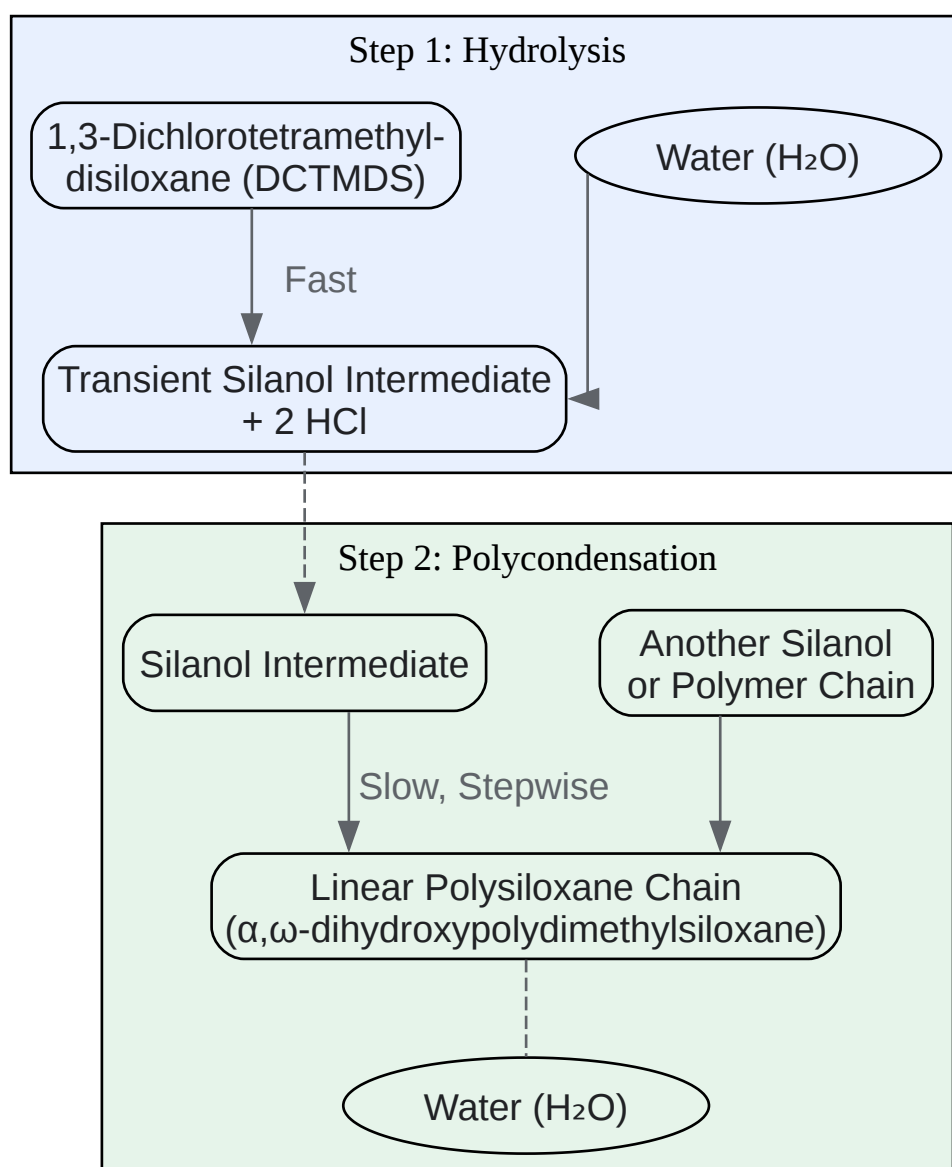 Step 1: Hydrolysis
1,3-Dichlorotetramethyl-
disiloxane (DCTMDS)
Water (H₂O)
Fast
Transient Silanol Intermediate
+ 2 HCl
Step 2: Polycondensation
Silanol Intermediate
Another Silanol
or Polymer Chain
Slow, Stepwise
Linear Polysiloxane Chain
(α,ω-dihydroxypolydimethylsiloxane)
Water (H₂O)